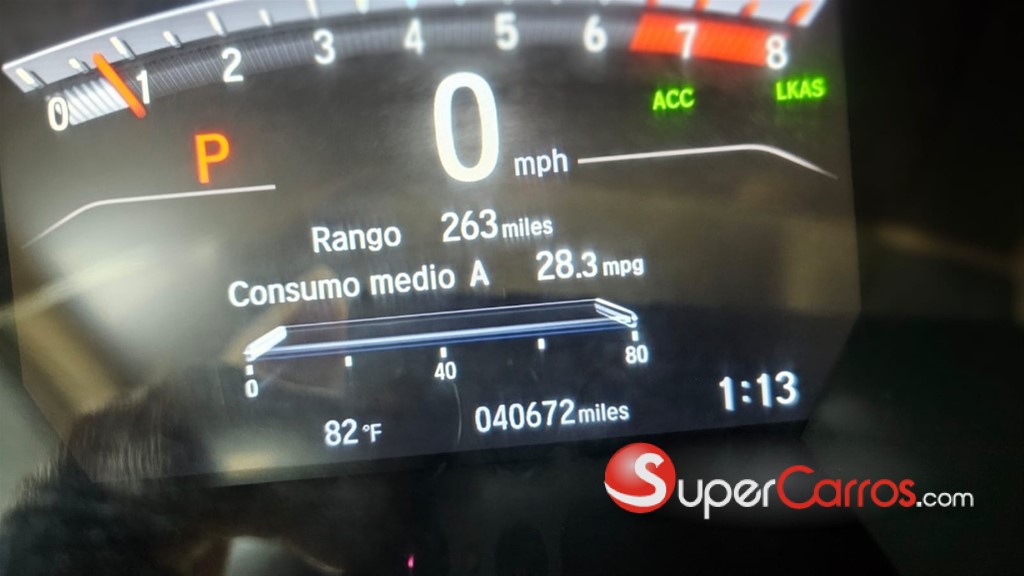 0 1 2 3 4 5 6 7 8
ACC LKAS
P 0 mph
Rango 263 miles
Consumo medio A 28.3 mpg
0 40 80
82 °F 040672 miles 1:13
SuperCarros.com